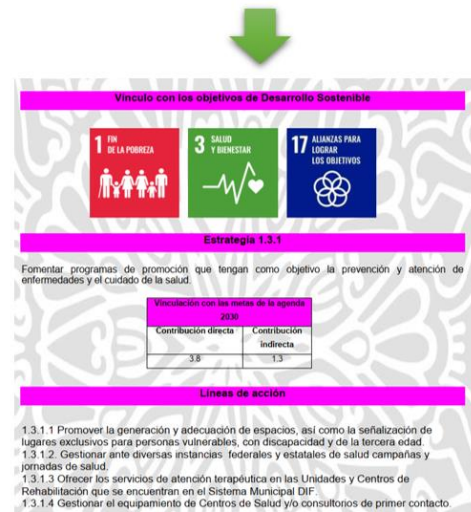 Vínculo con los objetivos de Desarrollo Sostenible
1 FIN
DE LA POBREZA
3 SALUD
Y BIENESTAR
17 ALIANZAS PARA
LOGRAR
LOS OBJETIVOS
Estrategia 1.3.1
Fomentar programas de promoción que tengan como objetivo la prevención y atención de
enfermedades y el cuidado de la salud.
Vinculación con las metas de la agenda
2030
Contribución directa Contribución
indirecta
3.8 1.3
Líneas de acción
1.3.1.1 Promover la generación y adecuación de espacios, así como la señalización de
lugares exclusivos para personas vulnerables, con discapacidad y de la tercera edad.
1.3.1.2. Gestionar ante diversas instancias federales y estatales de salud campañas y
jornadas de salud.
1.3.1.3 Ofrecer los servicios de atención terapéutica en las Unidades y Centros de
Rehabilitación que se encuentran en el Sistema Municipal DIF.
1.3.1.4 Gestionar el equipamiento de Centros de Salud y/o consultorios de primer contacto.